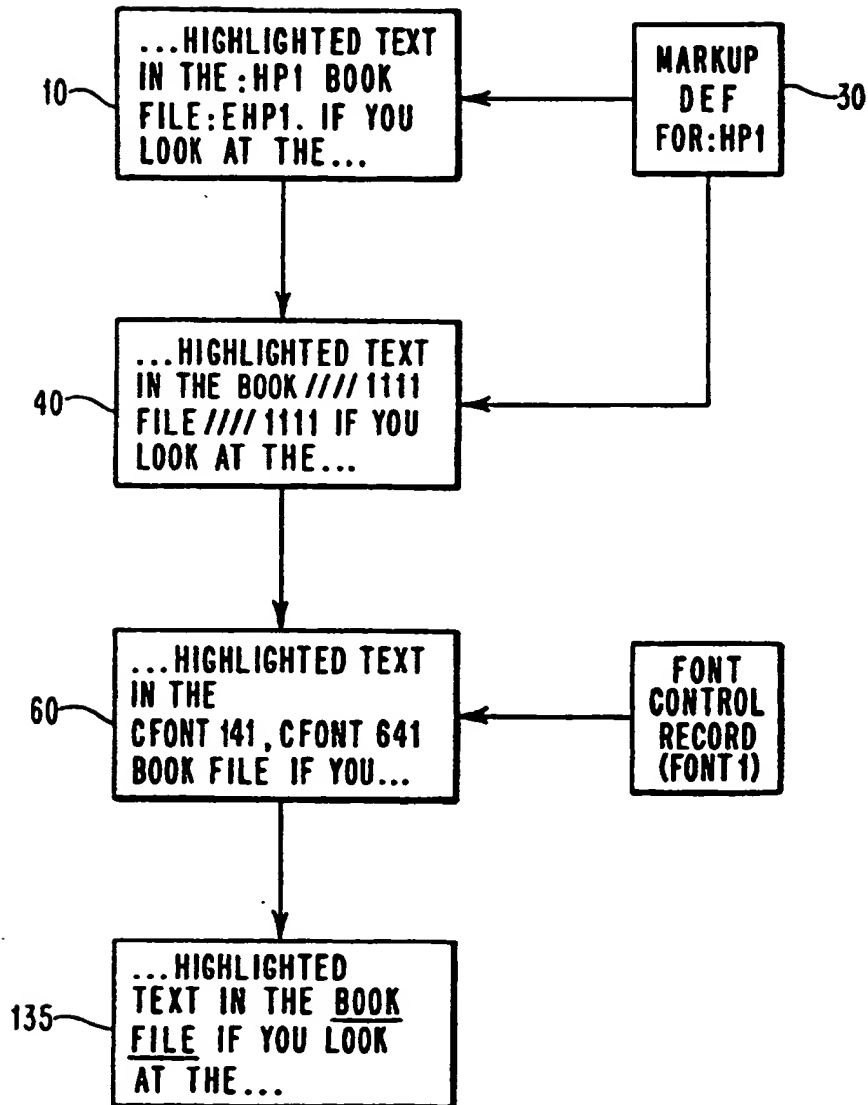 ...HIGHLIGHTED TEXT
IN THE :HP1 BOOK
FILE:EHP1. IF YOU
LOOK AT THE...
10
MARKUP
DEF
FOR:HP1
30
...HIGHLIGHTED TEXT
IN THE BOOK //// 1111
FILE //// 1111 IF YOU
LOOK AT THE...
40
...HIGHLIGHTED TEXT
IN THE
CFONT 141, CFONT 641
BOOK FILE IF YOU...
60
FONT
CONTROL
RECORD
(FONT1)
...HIGHLIGHTED
TEXT IN THE BOOK
FILE IF YOU LOOK
AT THE...
135